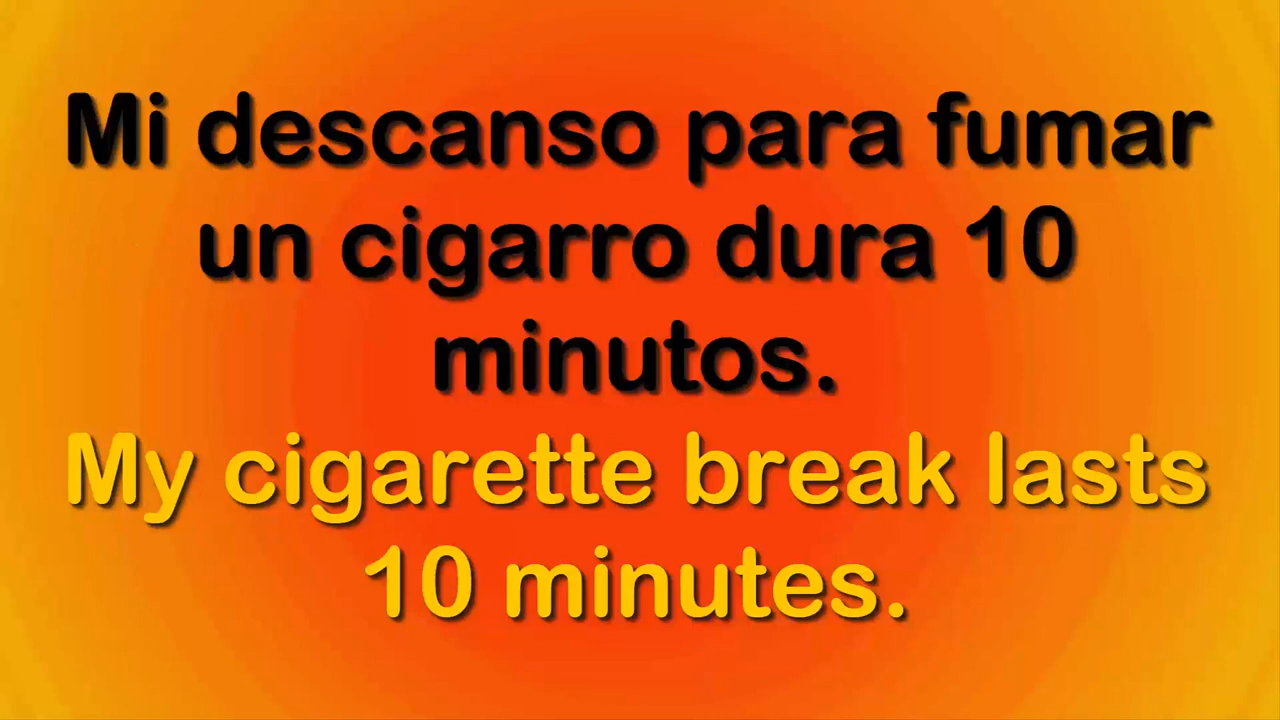 Mi descanso para fumar
un cigarro dura 10
minutos.
My cigarette break lasts
10 minutes.